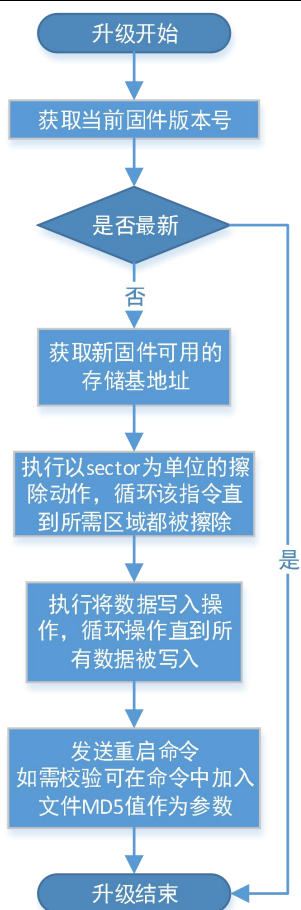 升级开始
获取当前固件版本号
是否最新
否
获取新固件可用的
存储基地址
执行以sector为单位的擦
除动作，循环该指令直
到所需区域都被擦除
是
执行将数据写入操
作，循环操作直到所
有数据被写入
发送重启命令
如需校验可在命令中加入
文件MD5值作为参数
升级结束